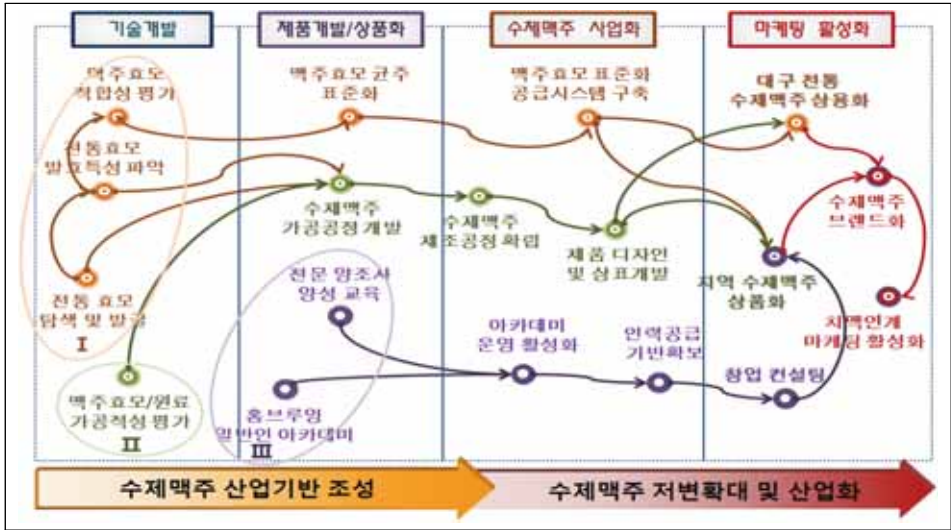 기술개발
제품개발/상품화
수제맥주 사업화
마케팅 활성화
맥주효모
적합성 평가
맥주효모 균주
표준화
맥주효모 표준화
공급시스템 구축
대구 전통
수제맥주 상용화
전통효모
발효특성 파악
수제맥주
가공공정 개발
수제맥주
제조공정 확립
제품 디자인
및 상표개발
수제맥주
브랜드화
지역 수제맥주
상품화
전통 효모
탐색 및 발굴
I
전문 양조사
양성 교육
아카데미
운영 활성화
인력공급
기반확보
치맥연계
마케팅 활성화
창업 컨설팅
맥주효모/원료
가공적성 평가
II
홈브루잉
일반인 아카데미
III
수제맥주 산업기반 조성
수제맥주 저변확대 및 산업화